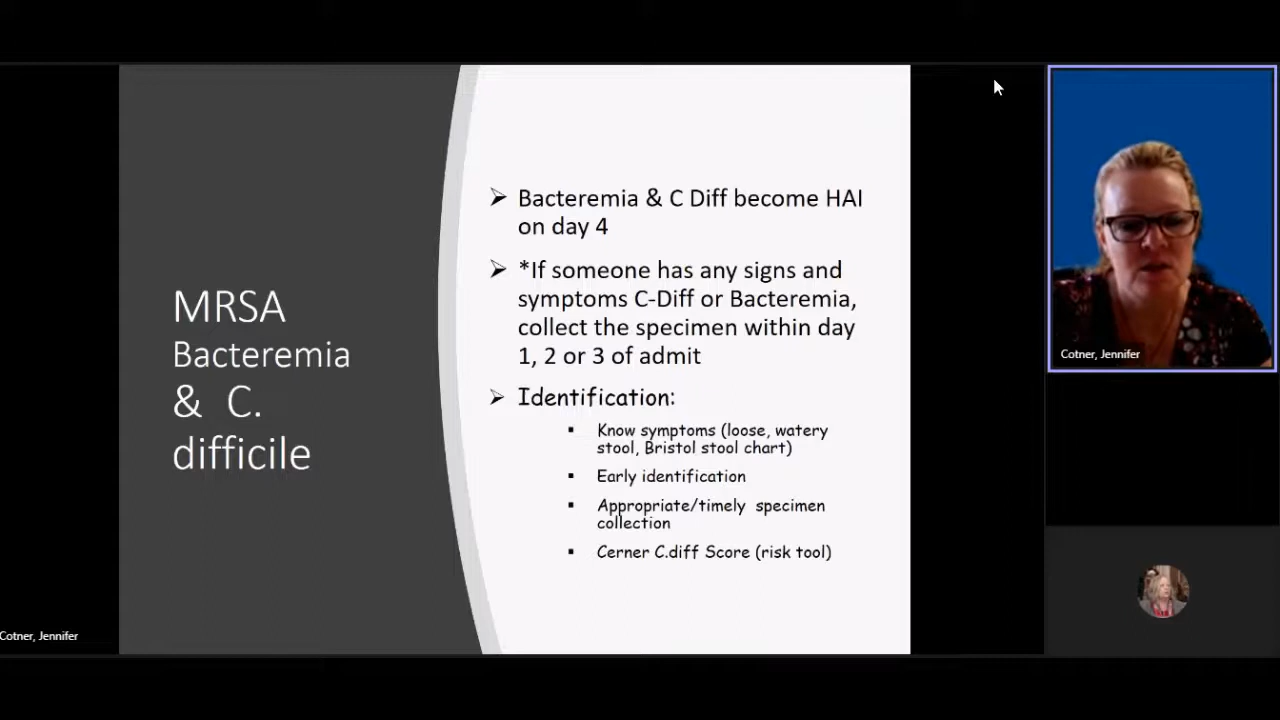 MRSA
Bacteremia
& C.
difficile
Bacteremia & C Diff become HAI
on day 4
*If someone has any signs and
symptoms C-Diff or Bacteremia,
collect the specimen within day
1, 2 or 3 of admit
Identification:
Know symptoms (loose, watery
stool, Bristol stool chart)
Early identification
Appropriate/timely specimen
collection
Cerner C.diff Score (risk tool)
Cotner, Jennifer
Cotner, Jennifer